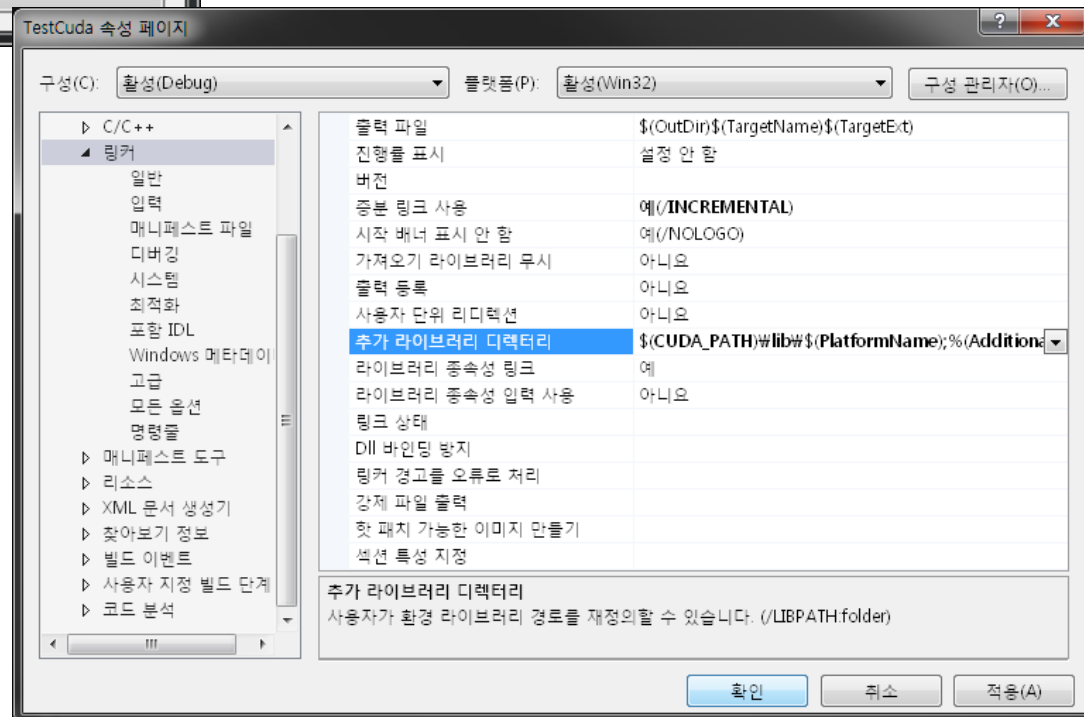 TestCuda 속성 페이지
구성(C): 활성(Debug) 플랫폼(P): 활성(Win32) 구성 관리자(O)...
C/C++
링커
일반
입력
매니페스트 파일
디버깅
시스템
최적화
포함 IDL
Windows 메타데이
고급
모든 옵션
명령줄
매니페스트 도구
리소스
XML 문서 생성기
찾아보기 정보
빌드 이벤트
사용자 지정 빌드 단계
코드 분석
출력 파일 $(OutDir)$(TargetName)$(TargetExt)
진행률 표시 설정 안 함
버전
증분 링크 사용 예(/INCREMENTAL)
시작 배너 표시 안 함 예(/NOLOGO)
가져오기 라이브러리 무시 아니요
출력 등록 아니요
사용자 단위 리디렉션 아니요
추가 라이브러리 디렉터리 $(CUDA_PATH)₩lib₩$(PlatformName);%(Additiona
라이브러리 종속성 링크 예
라이브러리 종속성 입력 사용 아니요
링크 상태
Dll 바인딩 방지
링커 경고를 오류로 처리
강제 파일 출력
핫 패치 가능한 이미지 만들기
섹션 특성 지정
추가 라이브러리 디렉터리
사용자가 환경 라이브러리 경로를 재정의할 수 있습니다. (/LIBPATH:folder)
확인 취소 적용(A)